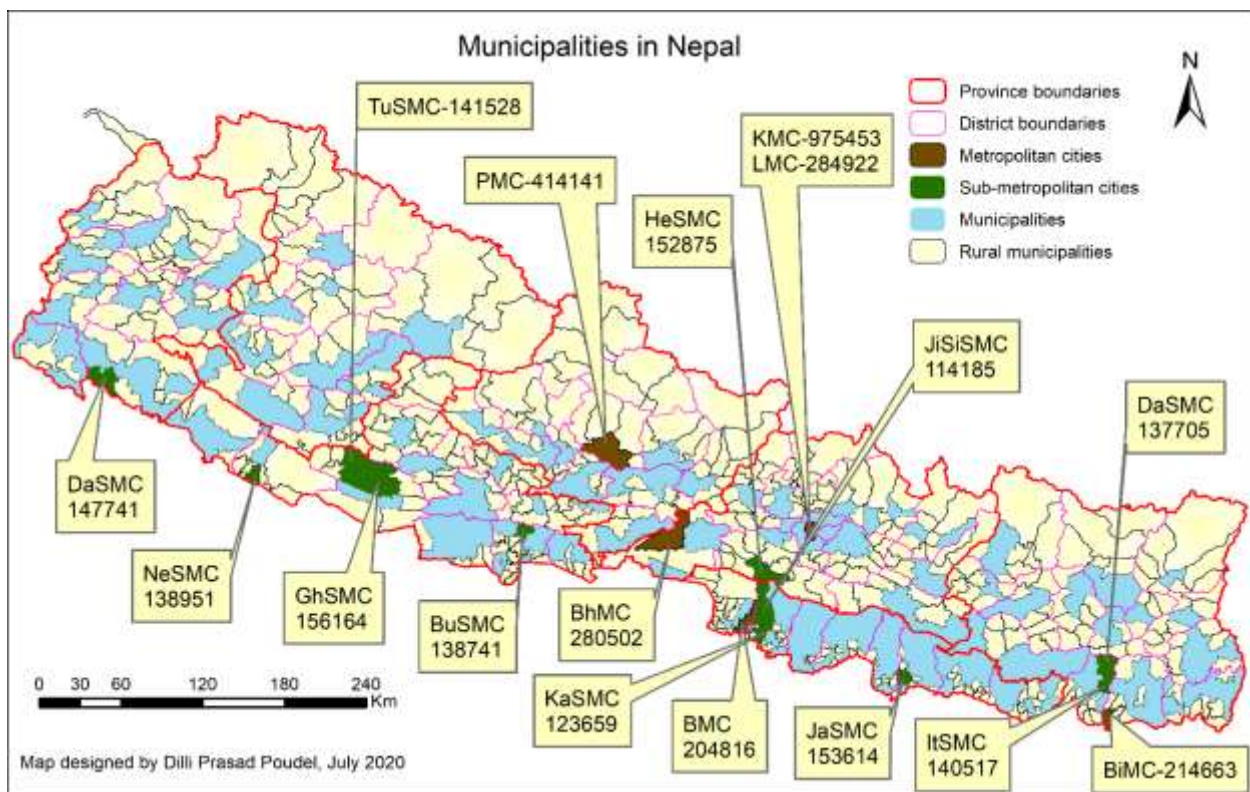 Municipalities in Nepal
N
Province boundaries
District boundaries
Metropolitan cities
Sub-metropolitan cities
Municipalities
Rural municipalities
TuSMC-141528
PMC-414141
HeSMC
152875
KMC-975453
LMC-284922
JiSiSMC
114185
DaSMC
137705
DaSMC
147741
NeSMC
138951
GhSMC
156164
BuSMC
138741
BhMC
280502
KaSMC
123659
BMC
204816
JaSMC
153614
ItSMC
140517
BiMC-214663
0 30 60 120 180 240
Km
Map designed by Dilli Prasad Poudel, July 2020